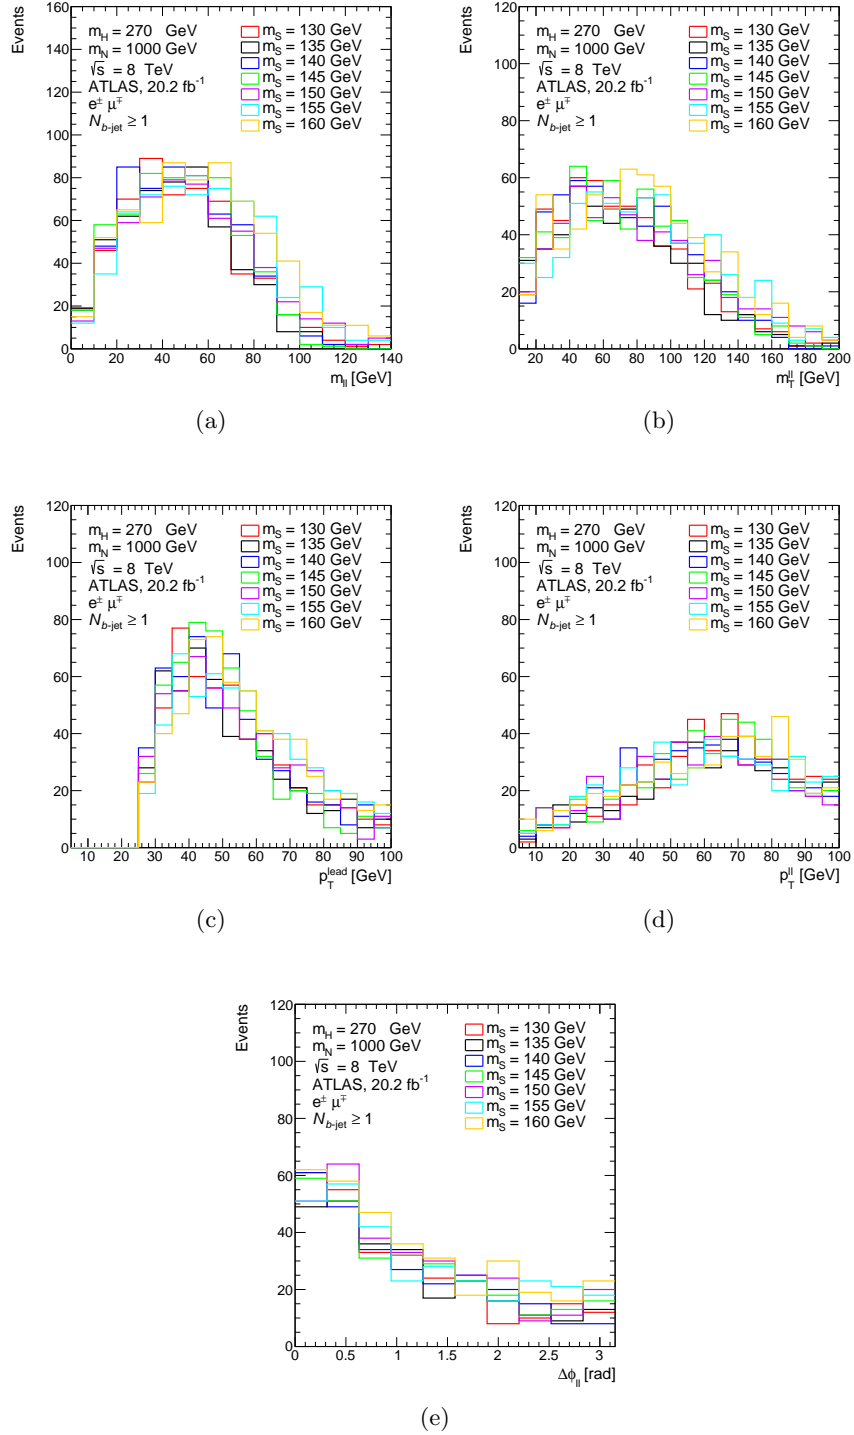 Events
160
140
120
100
80
60
40
20
0
m_H = 270 GeV
m_N = 1000 GeV
√s = 8 TeV
ATLAS, 20.2 fb⁻¹
e± μ∓
N_b-jet ≥ 1
m_S = 130 GeV
m_S = 135 GeV
m_S = 140 GeV
m_S = 145 GeV
m_S = 150 GeV
m_S = 155 GeV
m_S = 160 GeV
0 20 40 60 80 100 120 140
m_ll [GeV]
(a)
Events
120
100
80
60
40
20
0
m_H = 270 GeV
m_N = 1000 GeV
√s = 8 TeV
ATLAS, 20.2 fb⁻¹
e± μ∓
N_b-jet ≥ 1
m_S = 130 GeV
m_S = 135 GeV
m_S = 140 GeV
m_S = 145 GeV
m_S = 150 GeV
m_S = 155 GeV
m_S = 160 GeV
20 40 60 80 100 120 140 160 180 200
m_T^ll [GeV]
(b)
Events
120
100
80
60
40
20
0
m_H = 270 GeV
m_N = 1000 GeV
√s = 8 TeV
ATLAS, 20.2 fb⁻¹
e± μ∓
N_b-jet ≥ 1
m_S = 130 GeV
m_S = 135 GeV
m_S = 140 GeV
m_S = 145 GeV
m_S = 150 GeV
m_S = 155 GeV
m_S = 160 GeV
10 20 30 40 50 60 70 80 90 100
p_T^lead [GeV]
(c)
Events
120
100
80
60
40
20
0
m_H = 270 GeV
m_N = 1000 GeV
√s = 8 TeV
ATLAS, 20.2 fb⁻¹
e± μ∓
N_b-jet ≥ 1
m_S = 130 GeV
m_S = 135 GeV
m_S = 140 GeV
m_S = 145 GeV
m_S = 150 GeV
m_S = 155 GeV
m_S = 160 GeV
10 20 30 40 50 60 70 80 90 100
p_T^ll [GeV]
(d)
Events
120
100
80
60
40
20
0
m_H = 270 GeV
m_N = 1000 GeV
√s = 8 TeV
ATLAS, 20.2 fb⁻¹
e± μ∓
N_b-jet ≥ 1
m_S = 130 GeV
m_S = 135 GeV
m_S = 140 GeV
m_S = 145 GeV
m_S = 150 GeV
m_S = 155 GeV
m_S = 160 GeV
0 0.5 1 1.5 2 2.5 3
Δϕ_ll [rad]
(e)